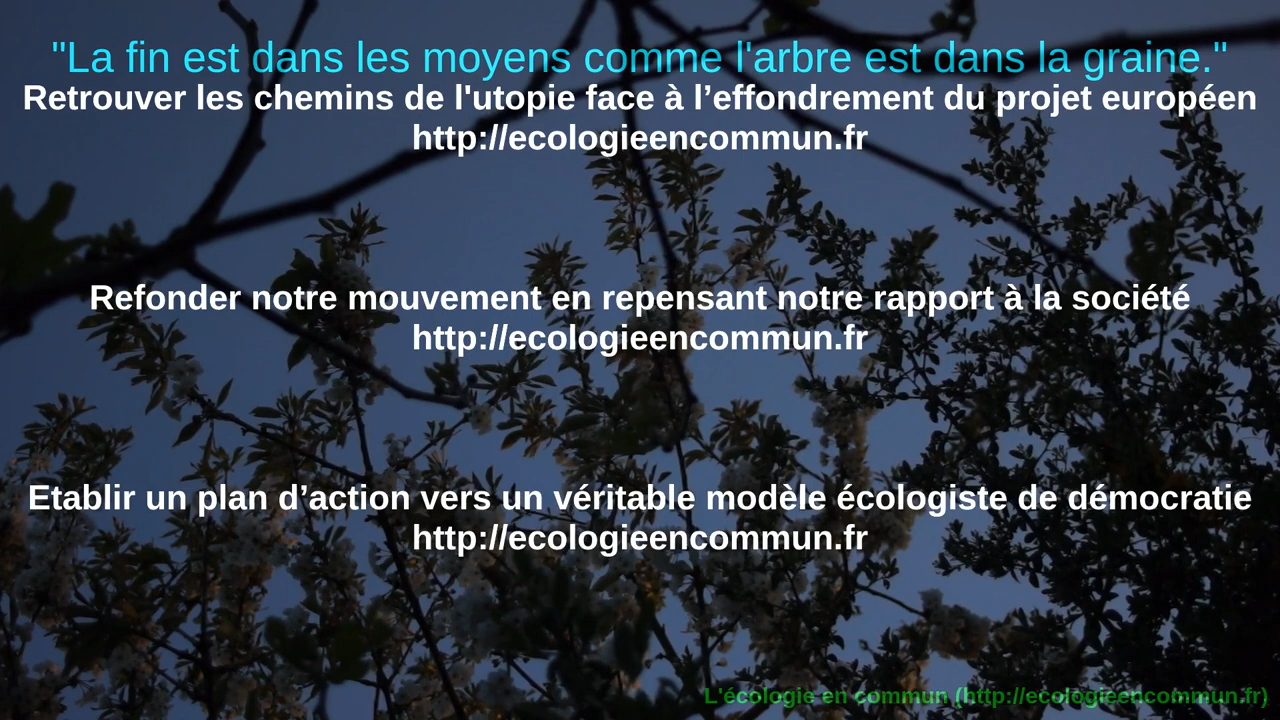 "La fin est dans les moyens comme l'arbre est dans la graine."
Retrouver les chemins de l'utopie face à l’effondrement du projet européen
http://ecologieencommun.fr
Refonder notre mouvement en repensant notre rapport à la société
http://ecologieencommun.fr
Etablir un plan d’action vers un véritable modèle écologiste de démocratie
http://ecologieencommun.fr
L'écologie en commun (http://ecologieencommun.fr)